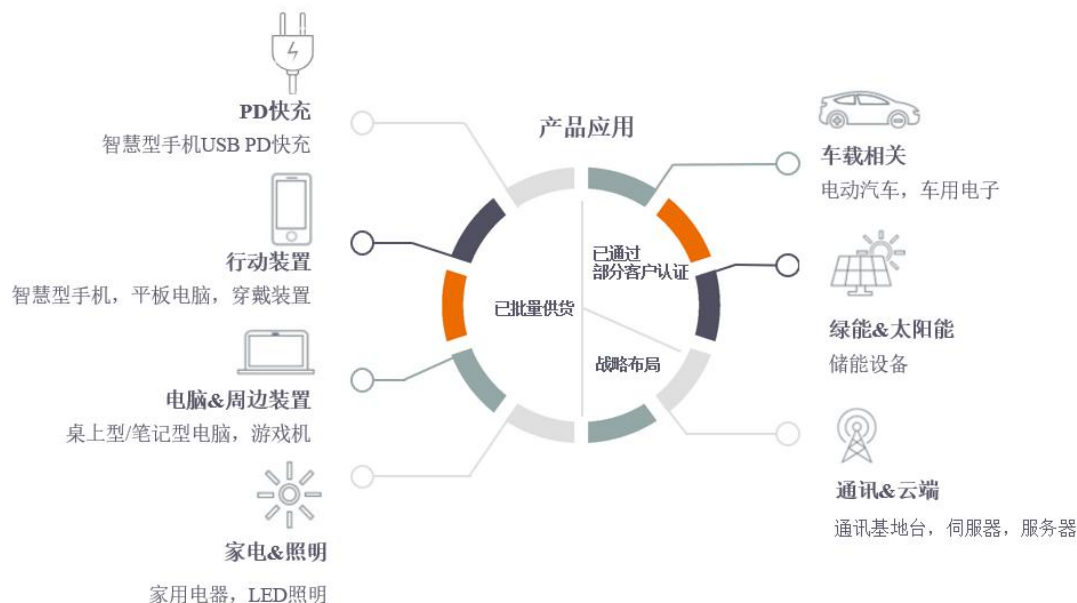 产品应用
PD快充
智慧型手机USB PD快充
行动装置
智慧型手机，平板电脑，穿戴装置
电脑&周边装置
桌上型/笔记型电脑，游戏机
家电&照明
家用电器，LED照明
已批量供货
已通过
部分客户认证
战略布局
车载相关
电动汽车，车用电子
绿能&太阳能
储能设备
通讯&云端
通讯基地台，伺服器，服务器